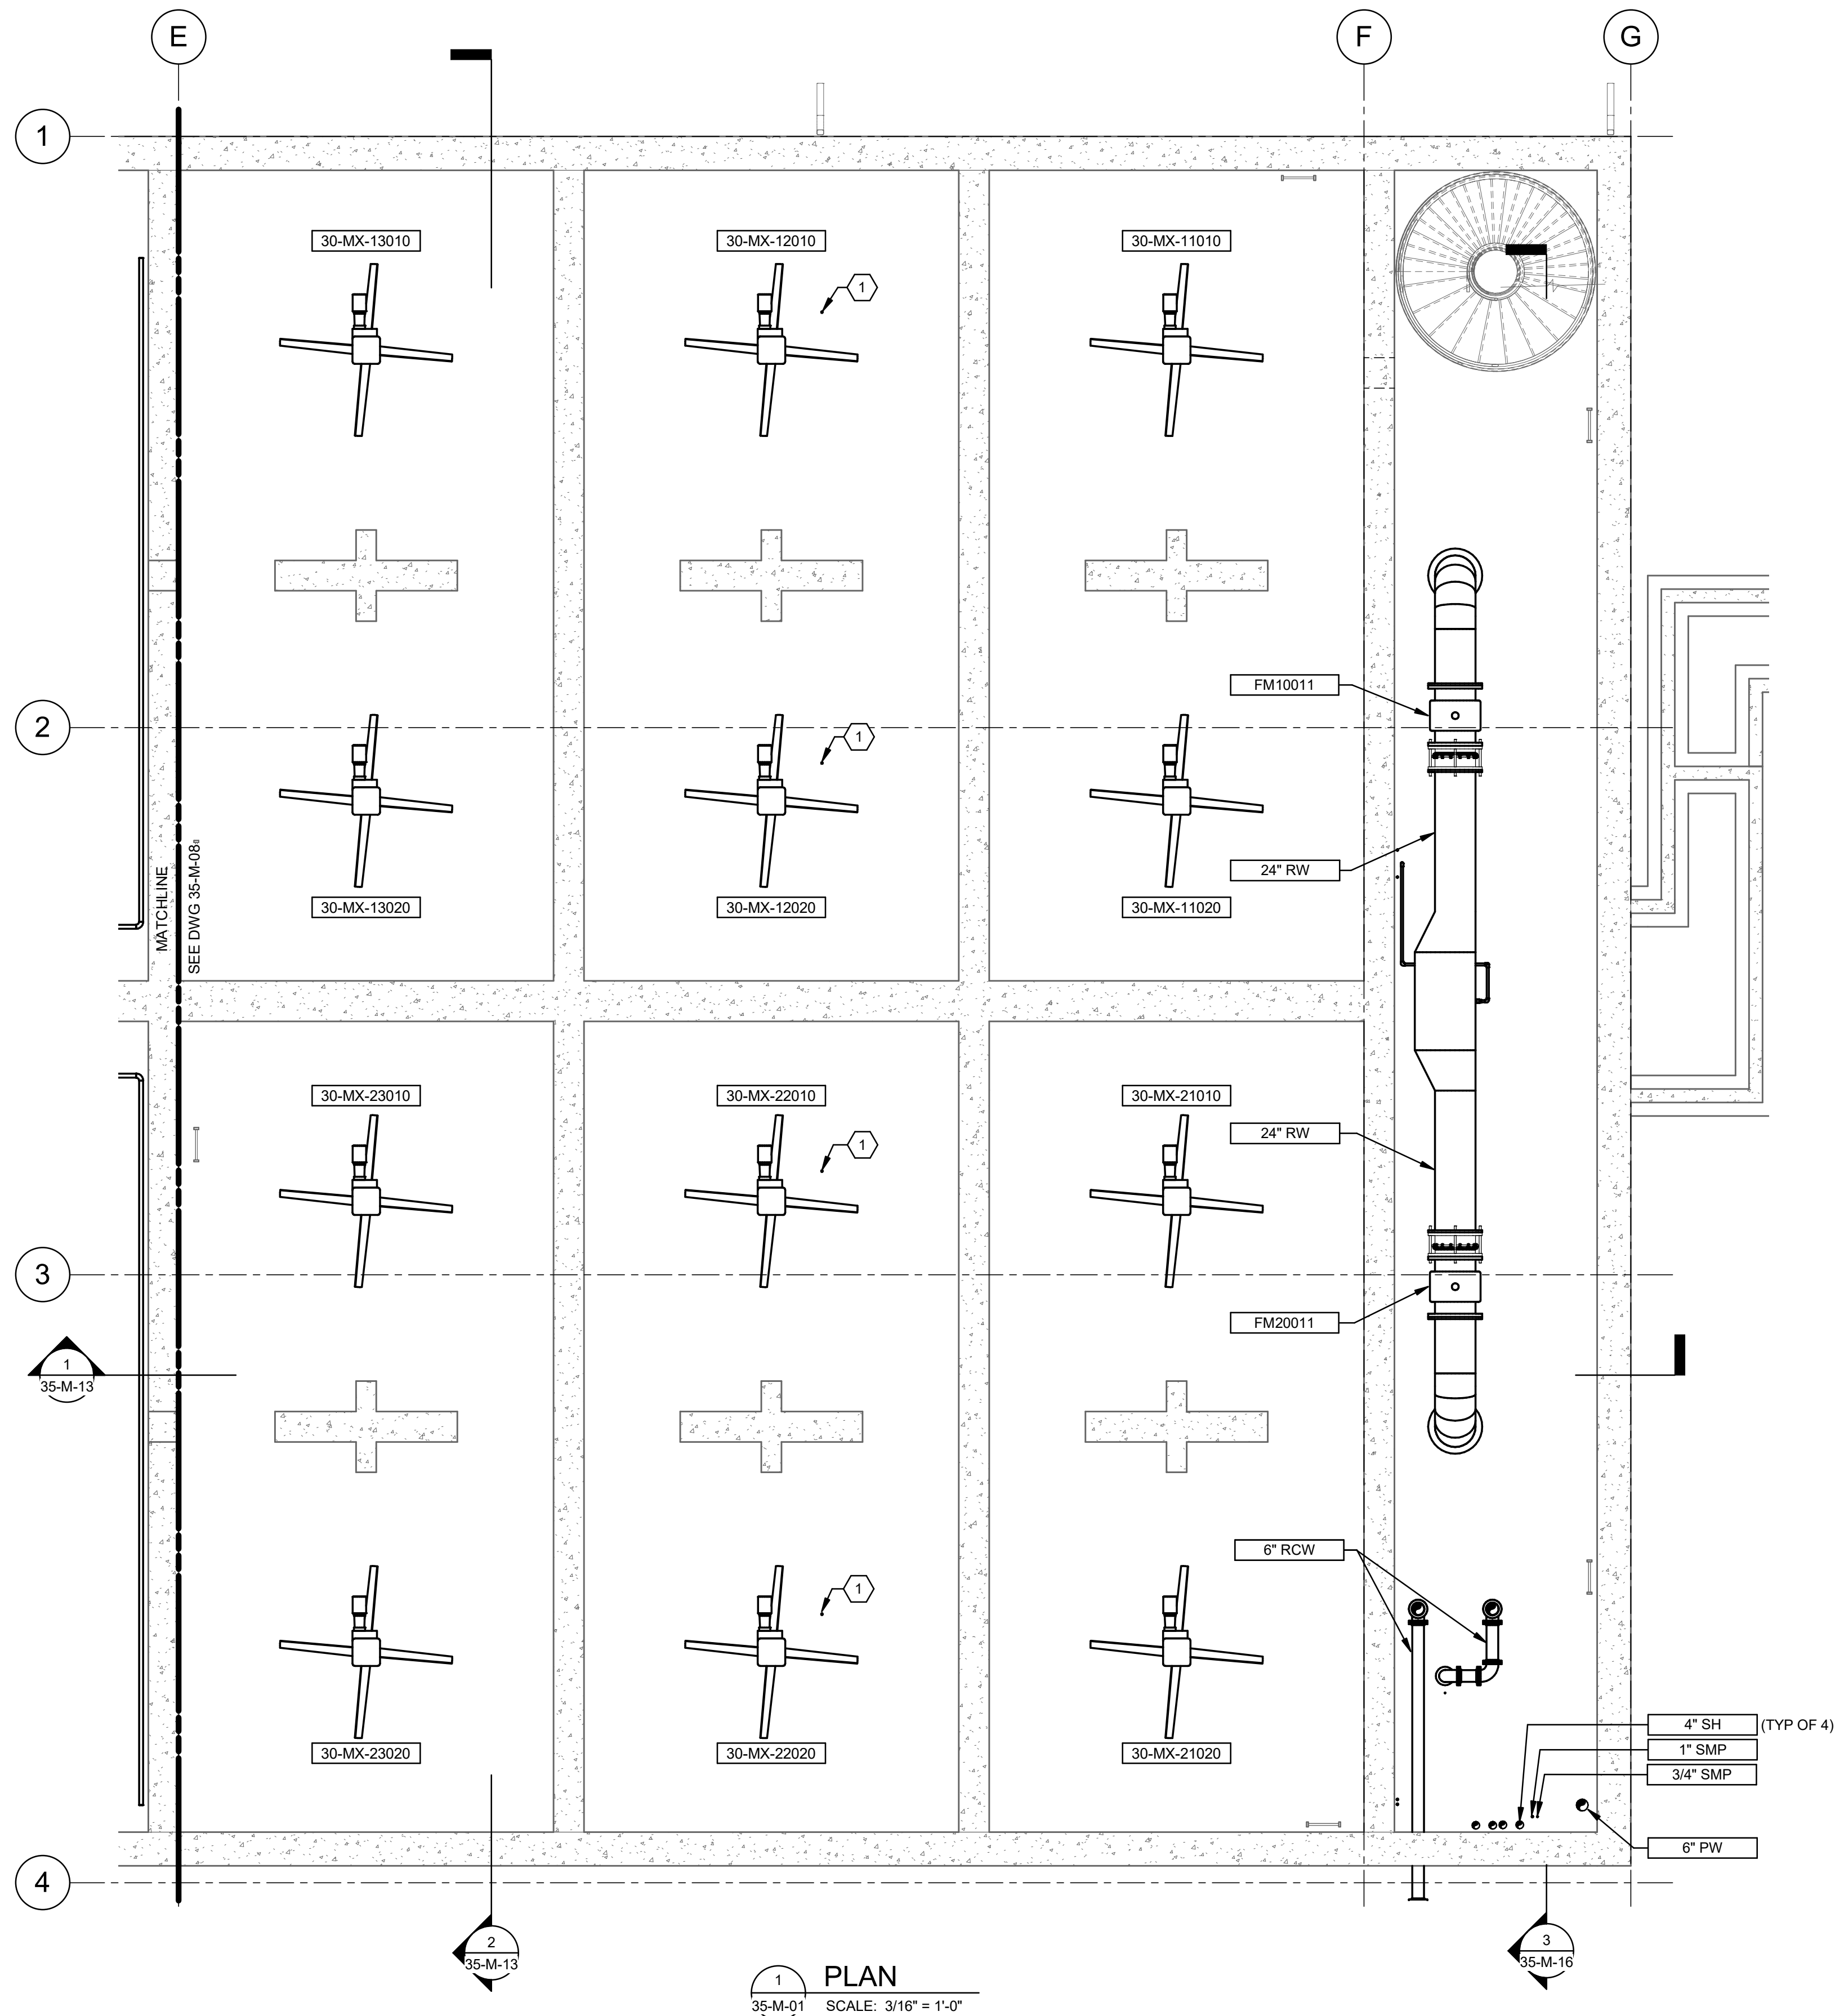 E
F
G
1
30-MX-13010
30-MX-12010
30-MX-11010
1
FM10011
2
1
24" RW
30-MX-13020
30-MX-12020
30-MX-11020
MATCHLINE
SEE DWG 35-M-08
30-MX-23010
30-MX-22010
30-MX-21010
1
24" RW
3
FM20011
1
35-M-13
6" RCW
1
30-MX-23020
30-MX-22020
30-MX-21020
4" SH (TYP OF 4)
1" SMP
3/4" SMP
6" PW
4
2
35-M-13
3
35-M-16
1
35-M-01
PLAN
SCALE: 3/16" = 1'-0"